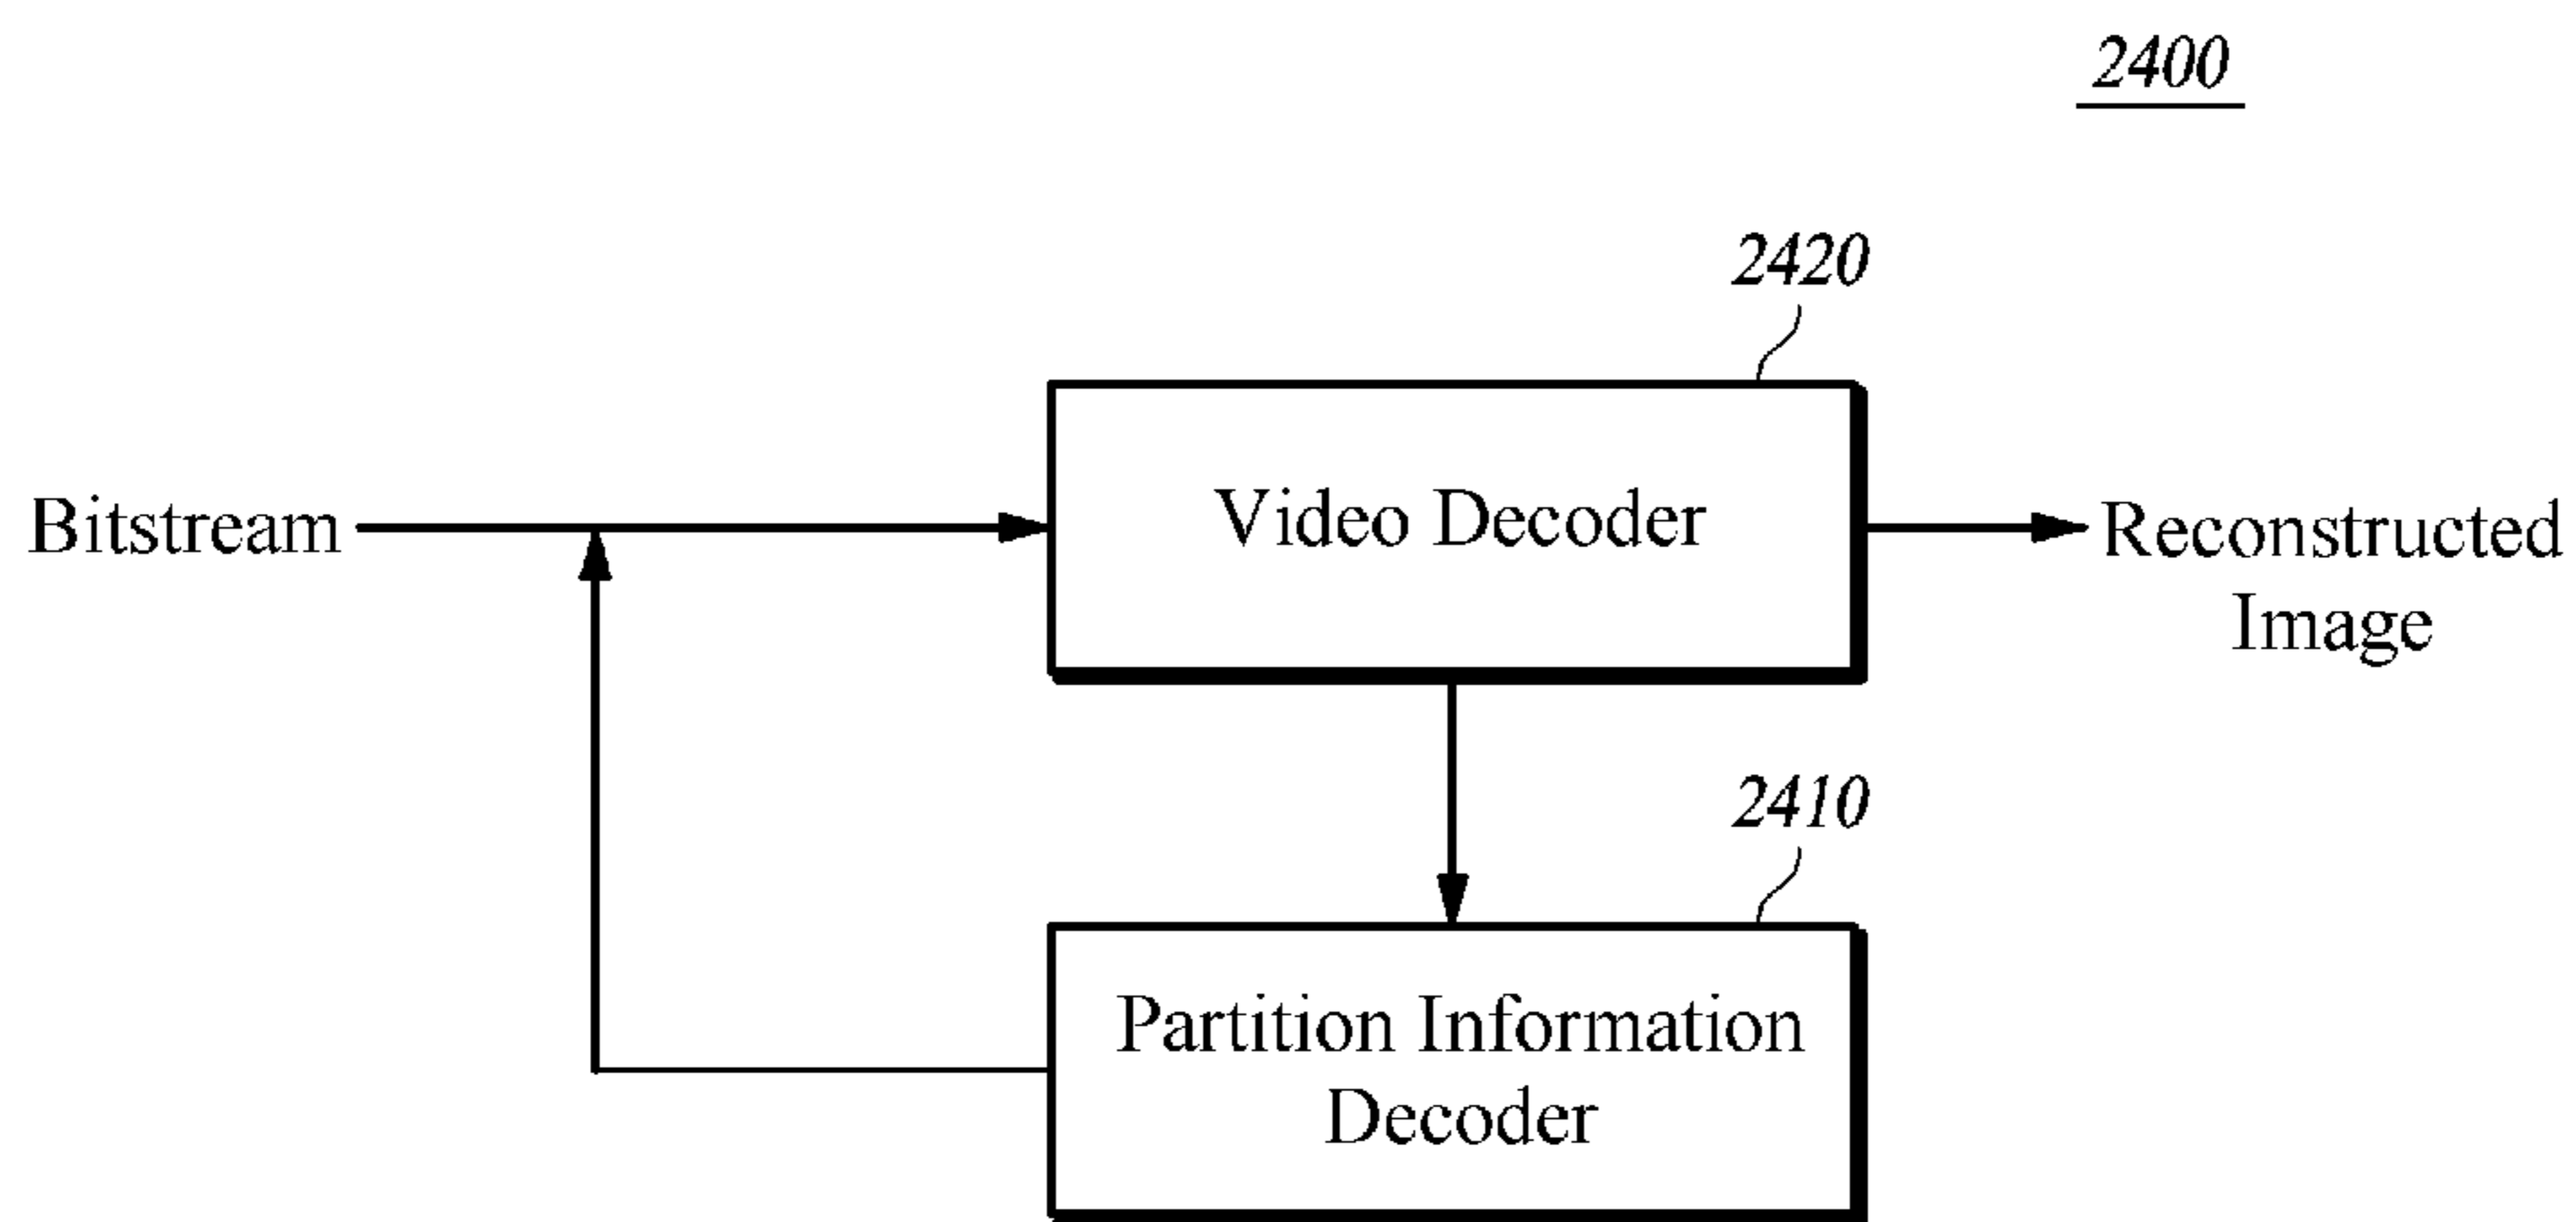 2400
2420
Video Decoder
Bitstream
Reconstructed
Image
2410
Partition Information
Decoder